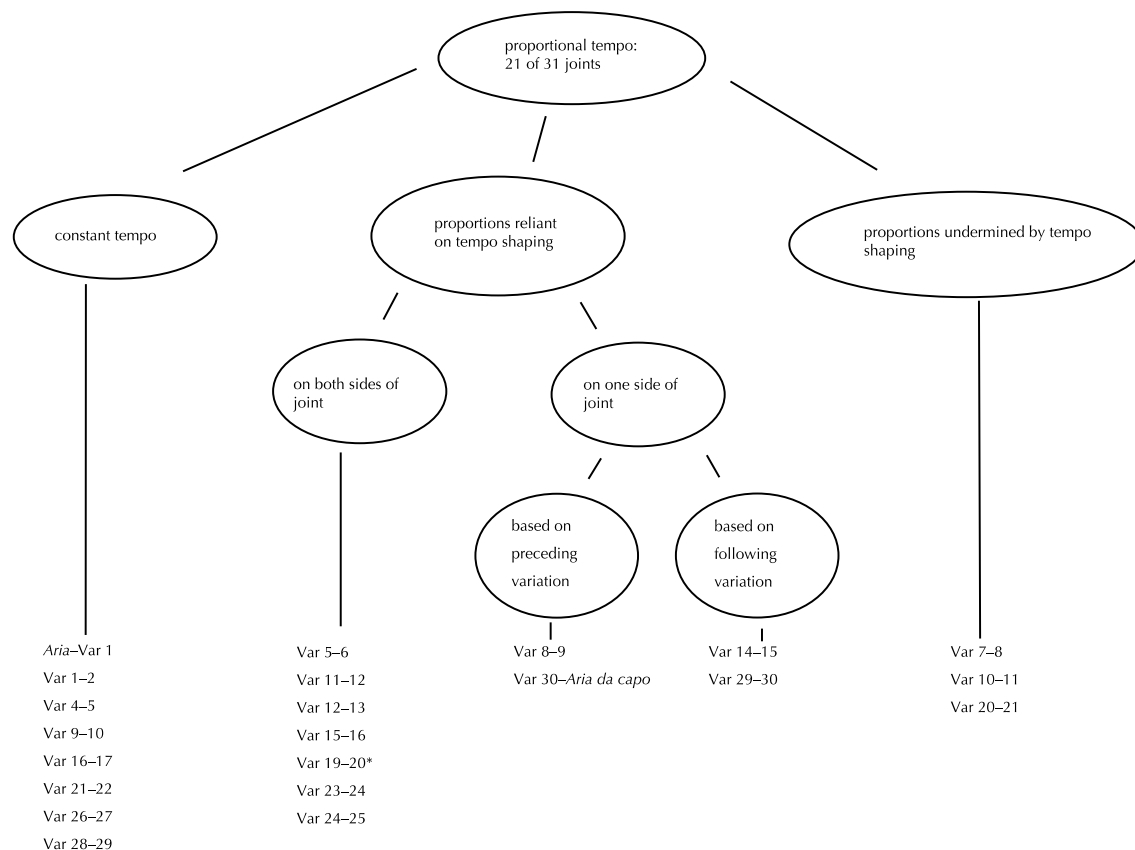 proportional tempo:
21 of 31 joints
constant tempo
proportions reliant
on tempo shaping
proportions undermined by tempo
shaping
on both sides of
joint
on one side of
joint
based on
preceding
variation
based on
following
variation
Aria–Var 1
Var 1–2
Var 4–5
Var 9–10
Var 16–17
Var 21–22
Var 26–27
Var 28–29
Var 5–6
Var 11–12
Var 12–13
Var 15–16
Var 19–20*
Var 23–24
Var 24–25
Var 8–9
Var 30–Aria da capo
Var 14–15
Var 29–30
Var 7–8
Var 10–11
Var 20–21